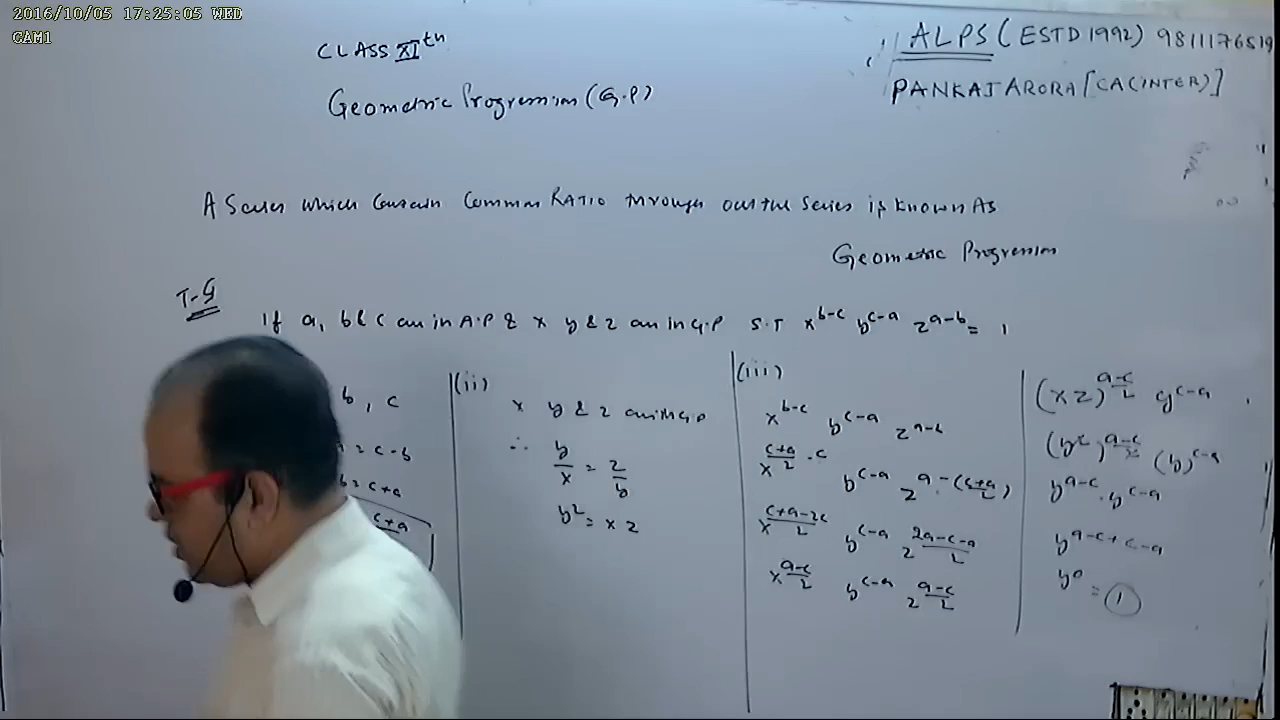 2016/10/05 17:25:05 WED
CAM1
CLASS XIth
Geometric Progression (G.P)
ALPS (ESTD 1992) 9811176519
PANKAJ ARORA [CA (INTER)]
A Series which Contain Common RATIO through out the Series is known As
Geometric Progression
T-9
If a, b & c are in A.P & x y & z are in G.P S.T x^(b-c) y^(c-a) z^(a-b) = 1
b, c
= c-b
= c+a
c+a
(ii)
x y & z are in G.P
∴ y/x = z/y
y² = xz
(iii)
x^(b-c) y^(c-a) z^(a-b)
x^((c+a)/2 - c) y^(c-a) z^(a-((c+a)/2))
x^((c+a-2c)/2) y^(c-a) z^((2a-c-a)/2)
x^((a-c)/2) y^(c-a) z^((a-c)/2)
(xz)^((a-c)/2) y^(c-a)
(y²)^((a-c)/2) (y)^(c-a)
y^(a-c) . y^(c-a)
y^(a-c+c-a)
y⁰ = 1